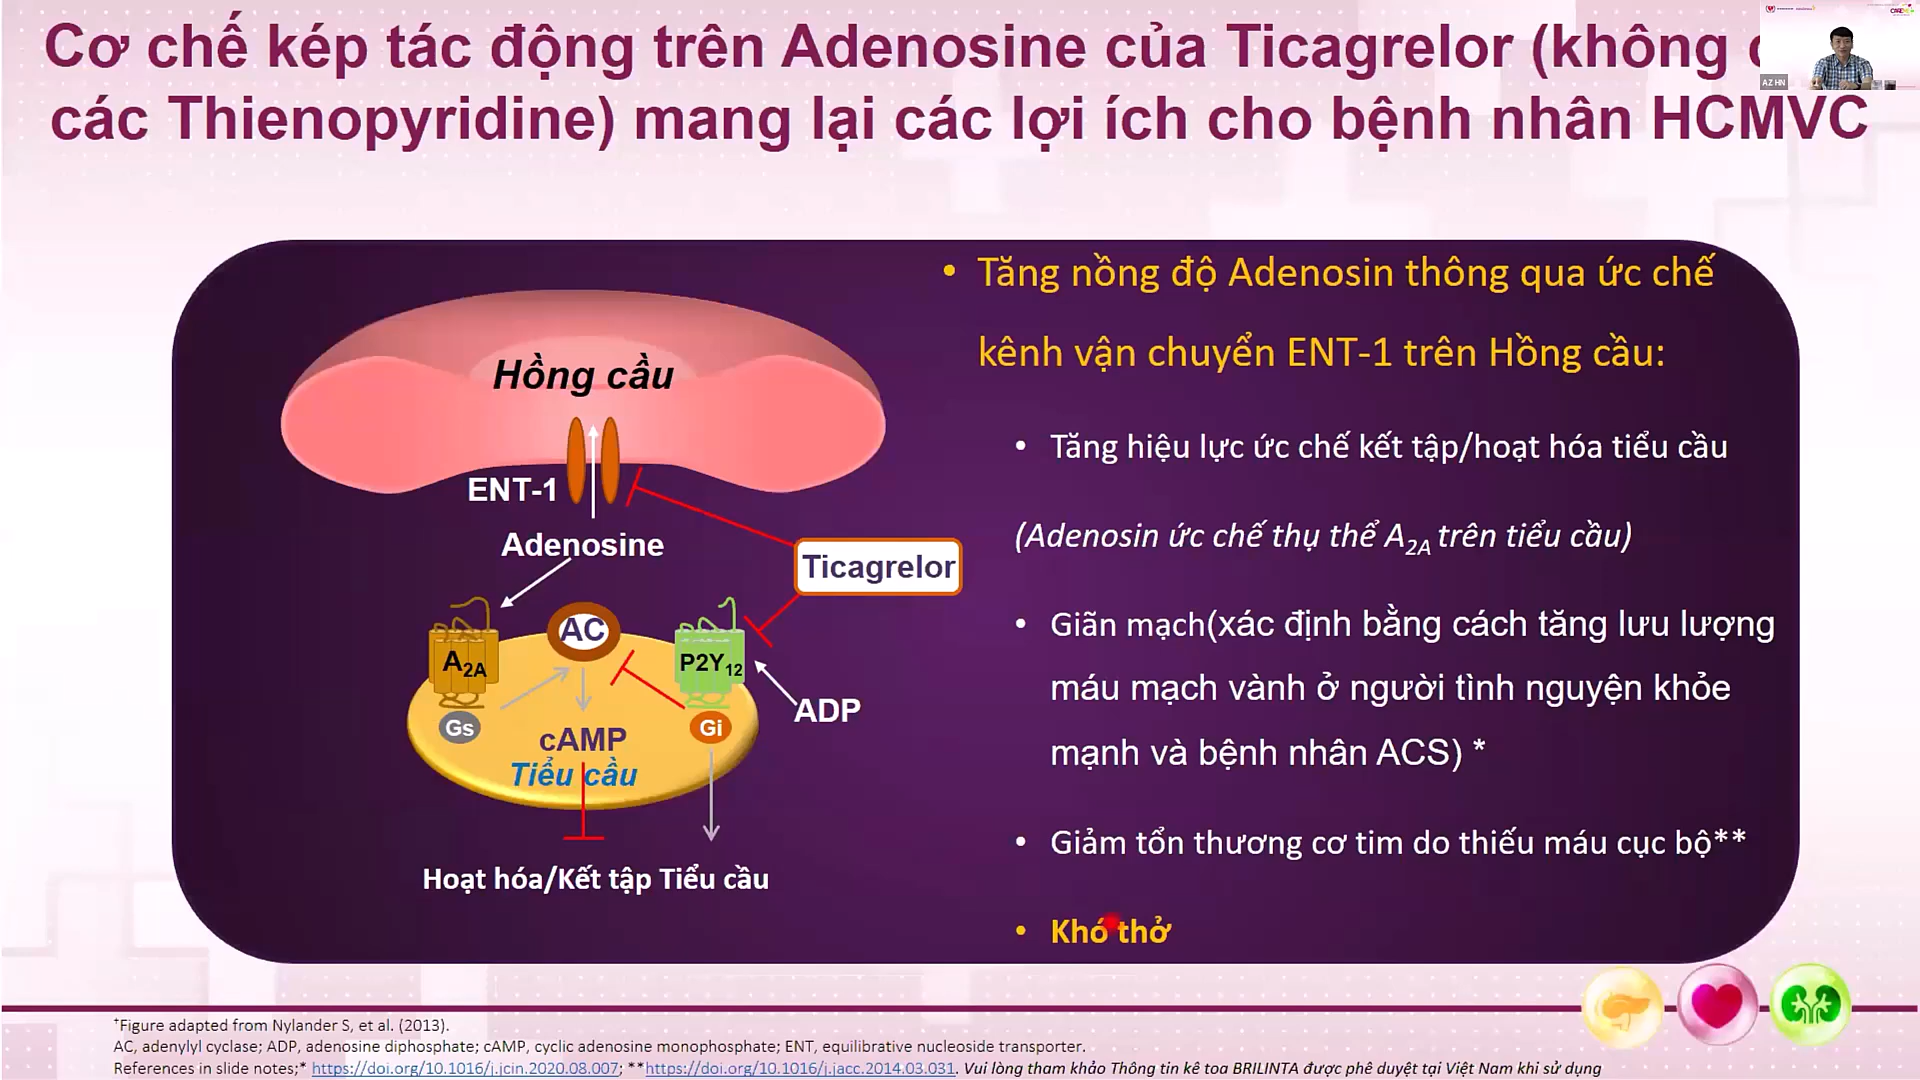 Cơ chế kép tác động trên Adenosine của Ticagrelor (không
các Thienopyridine) mang lại các lợi ích cho bệnh nhân HCMVC
AZ HN
Hồng cầu
ENT-1
Adenosine
Ticagrelor
A2A
AC
P2Y12
Gs
Gi
ADP
cAMP
Tiểu cầu
Hoạt hóa/Kết tập Tiểu cầu
• Tăng nồng độ Adenosin thông qua ức chế
kênh vận chuyển ENT-1 trên Hồng cầu:
• Tăng hiệu lực ức chế kết tập/hoạt hóa tiểu cầu
(Adenosin ức chế thụ thể A2A trên tiểu cầu)
• Giãn mạch(xác định bằng cách tăng lưu lượng
máu mạch vành ở người tình nguyện khỏe
mạnh và bệnh nhân ACS) *
• Giảm tổn thương cơ tim do thiếu máu cục bộ**
• Khó thở
+Figure adapted from Nylander S, et al. (2013).
AC, adenylyl cyclase; ADP, adenosine diphosphate; cAMP, cyclic adenosine monophosphate; ENT, equilibrative nucleoside transporter.
References in slide notes;* https://doi.org/10.1016/j.jcin.2020.08.007; **https://doi.org/10.1016/j.jacc.2014.03.031. Vui lòng tham khảo Thông tin kê toa BRILINTA được phê duyệt tại Việt Nam khi sử dụng